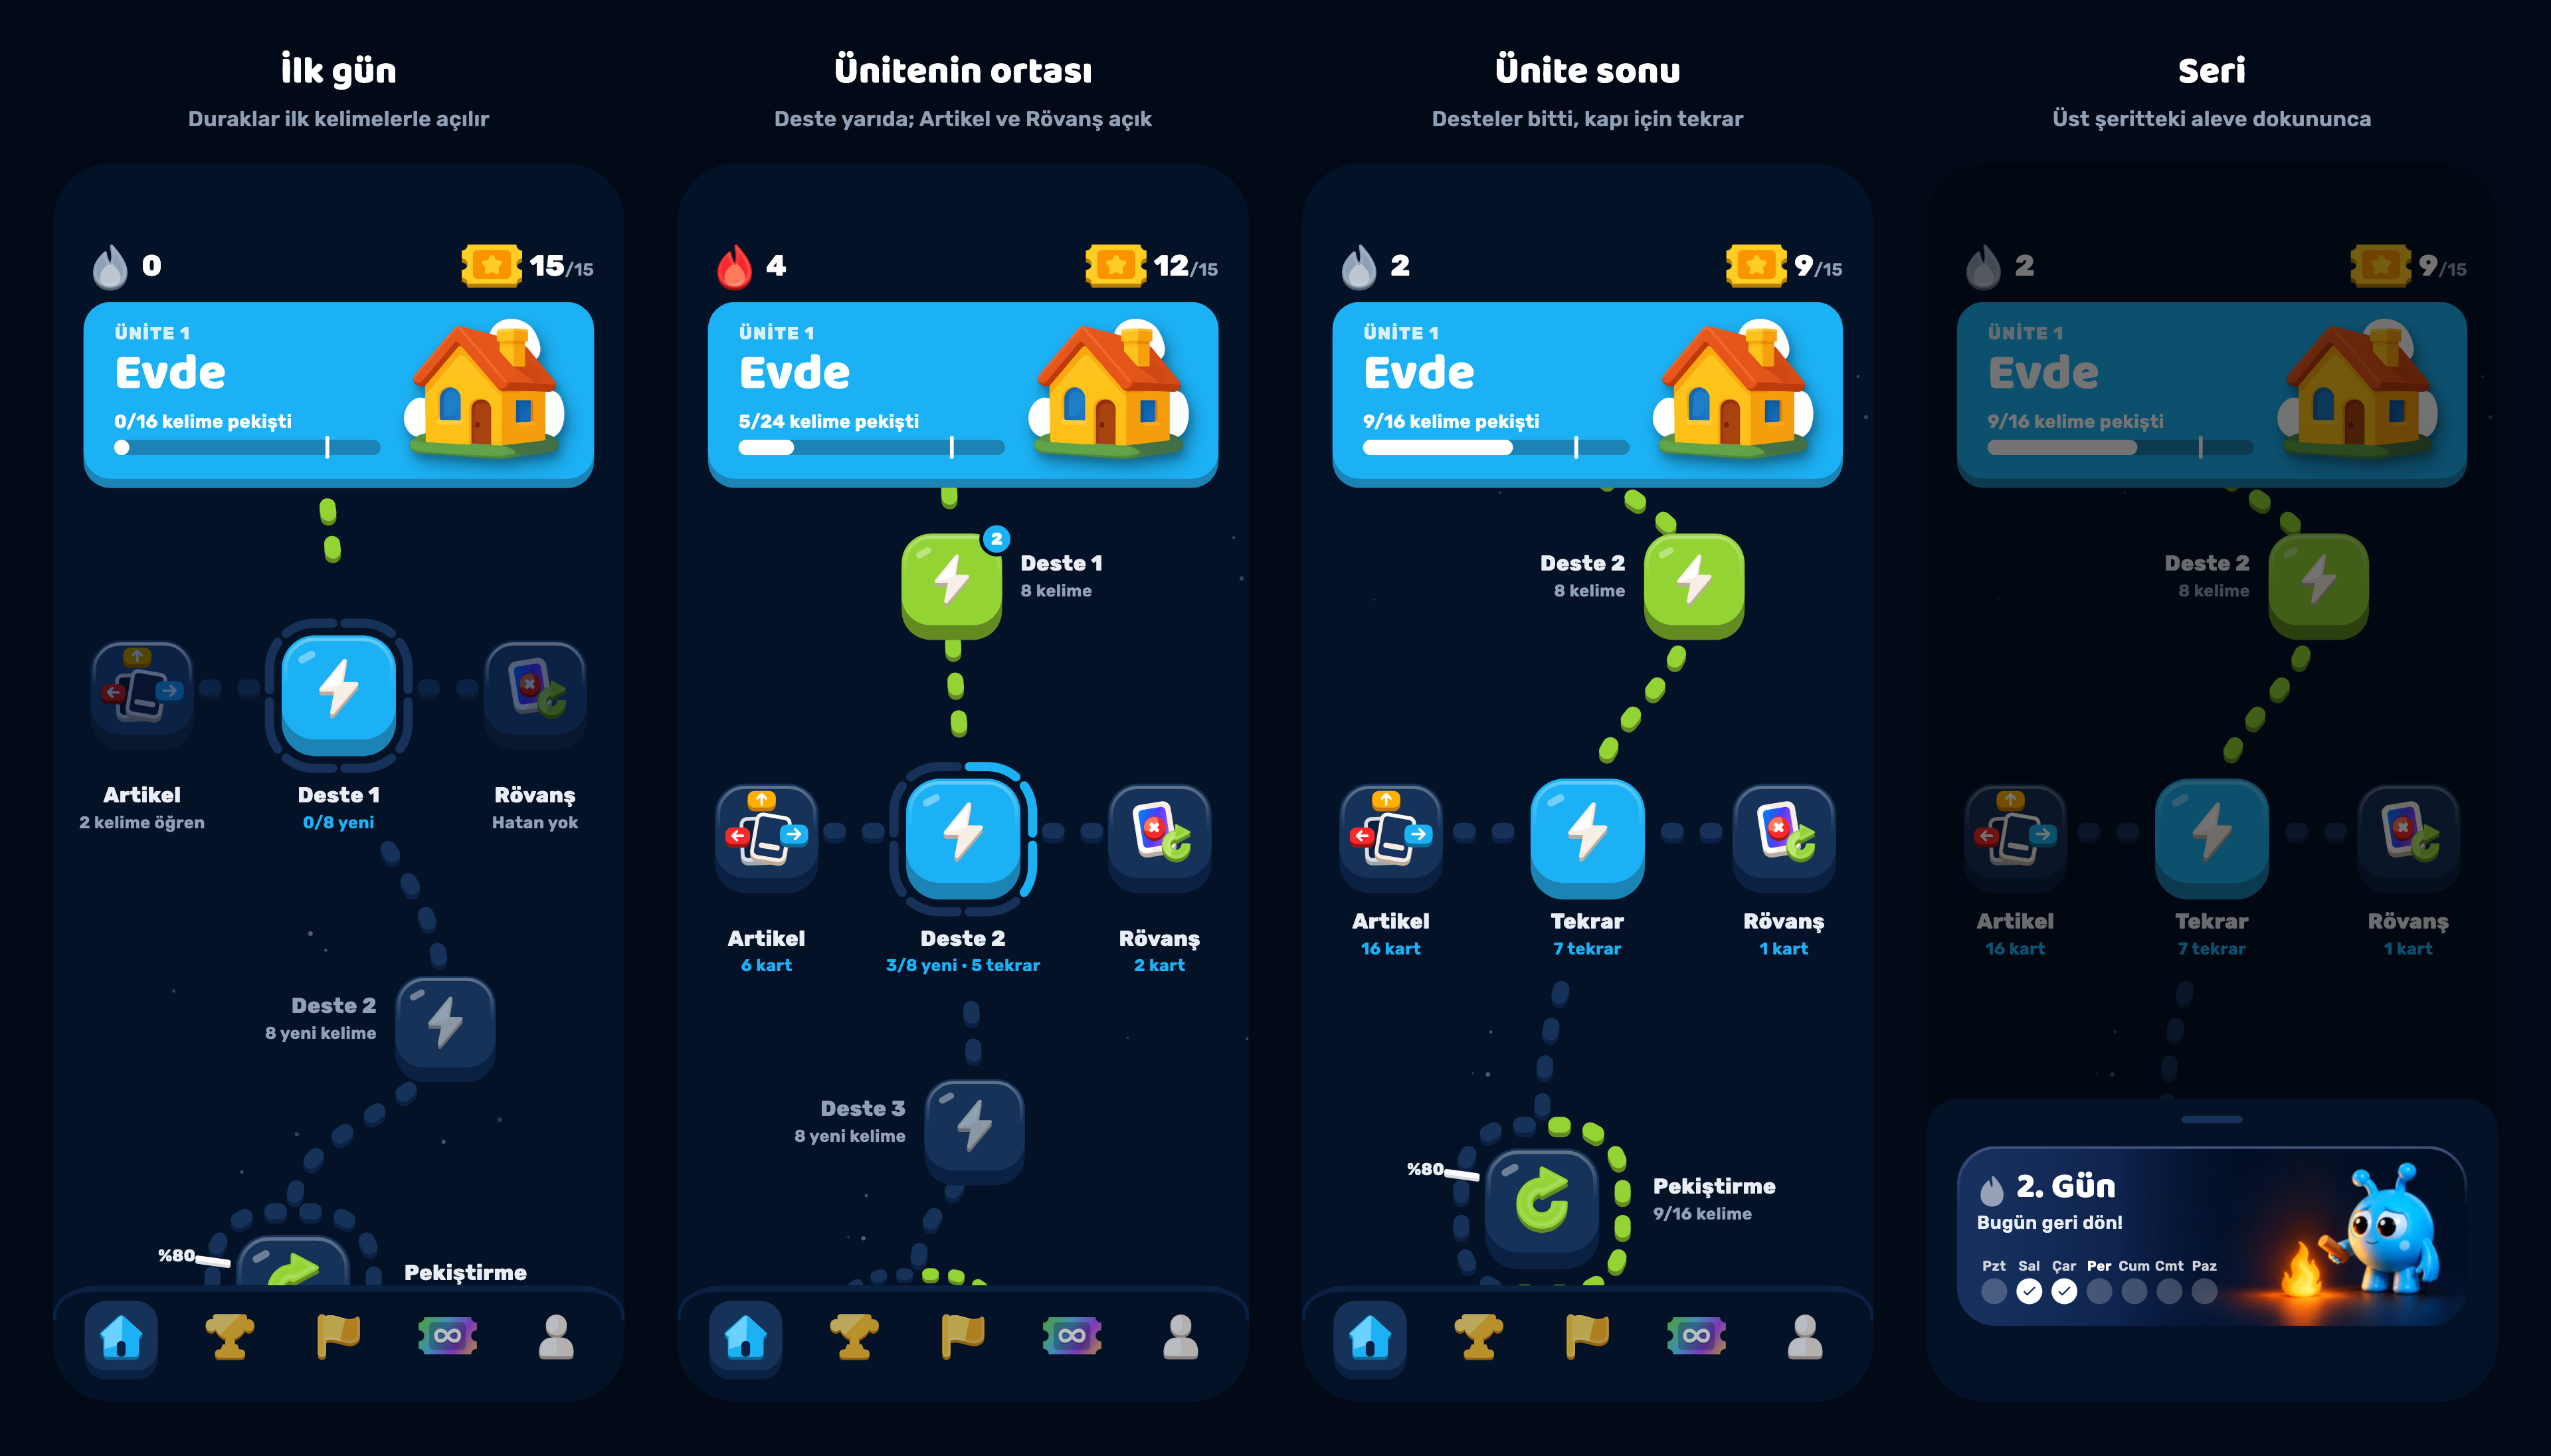 İlk gün
Duraklar ilk kelimelerle açılır
0
15/15
ÜNİTE 1
Evde
0/16 kelime pekişti
Artikel
2 kelime öğren
Deste 1
0/8 yeni
Rövanş
Hatan yok
Deste 2
8 yeni kelime
%80
Pekiştirme
Ünitenin ortası
Deste yarıda; Artikel ve Rövanş açık
4
12/15
ÜNİTE 1
Evde
5/24 kelime pekişti
2
Deste 1
8 kelime
Artikel
6 kart
Deste 2
3/8 yeni • 5 tekrar
Rövanş
2 kart
Deste 3
8 yeni kelime
Ünite sonu
Desteler bitti, kapı için tekrar
2
9/15
ÜNİTE 1
Evde
9/16 kelime pekişti
Deste 2
8 kelime
Artikel
16 kart
Tekrar
7 tekrar
Rövanş
1 kart
%80
Pekiştirme
9/16 kelime
Seri
Üst şeritteki aleve dokununca
2
9/15
ÜNİTE 1
Evde
9/16 kelime pekişti
Deste 2
8 kelime
Artikel
16 kart
Tekrar
7 tekrar
Rövanş
1 kart
2. Gün
Bugün geri dön!
Pzt Sal Çar Per Cum Cmt Paz